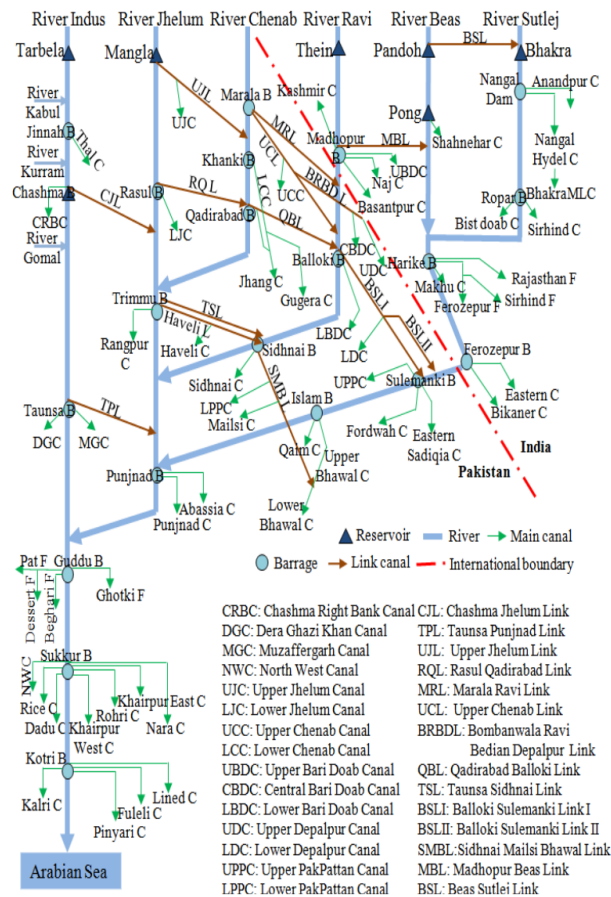 River Indus River Jhelum River Chenab River Ravi River Beas River Sutlej
Tarbela Mangla Thein Pandoh BSL Bhakra
River Kabul
UJL
Marala B
Kashmir C
Nangal Dam
Anandpur C
Pong
Jinnah B
Thal C
UJC
MRL
Madhopur B
MBL
Shahnehar C
Nangal Hydel C
River Kurram
Khanki B
UCL
UBDC
Chashma B
CJL
Rasul B
RQ L
LCC
UCC
BRBD L
Naj C
Basantpur C
Ropar B
BhakraMLC
CRBC
Qadirabad B
QBL
Bist doab C
Sirhind C
River Gomal
LJC
CBDC
Balloki B
UDC
Harike B
Jhang C
Gugera C
BSLI
Makhu C
Rajasthan F
Sirhind F
Ferozepur F
Trimmu B
TSL
Haveli L
LBDC
BSLII
Rangpur C
Haveli C
Sidhnai B
LDC
Ferozepur B
Sidhnai C
UPPC
Sulemanki B
Eastern C
Bikaner C
LPPC
SMBL
Islam B
Taunsa B
TPL
Mailsi C
Fordwah C
Eastern Sadiqia C
DGC MGC
Qaim C
Upper Bhawal C
India
Pakistan
Punjnad B
Abassia C
Punjnad C
Lower Bhawal C
Reservoir River Main canal
Barrage Link canal International boundary
Pat F Guddu B
Dessert F
Beghari F
Ghotki F
Sukkur B
NWC
Rice C
Dadu C
Khairpur West C
Rohri C
Khairpur East C
Nara C
Kotri B
Kalri C
Pinyari C
Fuleli C
Lined C
Arabian Sea
CRBC: Chashma Right Bank Canal CJL: Chashma Jhelum Link
DGC: Dera Ghazi Khan Canal TPL: Taunsa Punjnad Link
MGC: Muzaffergarh Canal UJL: Upper Jhelum Link
NWC: North West Canal RQL: Rasul Qadirabad Link
UJC: Upper Jhelum Canal MRL: Marala Ravi Link
LJC: Lower Jhelum Canal UCL: Upper Chenab Link
UCC: Upper Chenab Canal BRBDL: Bombanwala Ravi
LCC: Lower Chenab Canal Bedian Depalpur Link
UBDC: Upper Bari Doab Canal QBL: Qadirabad Balloki Link
CBDC: Central Bari Doab Canal TSL: Taunsa Sidhnai Link
LBDC: Lower Bari Doab Canal BSLI: Balloki Sulemanki Link I
UDC: Upper Depalpur Canal BSLII: Balloki Sulemanki Link II
LDC: Lower Depalpur Canal SMBL: Sidhnai Mailsi Bhawal Link
UPPC: Upper PakPattan Canal MBL: Madhopur Beas Link
LPPC: Lower PakPattan Canal BSL: Beas Sutlej Link